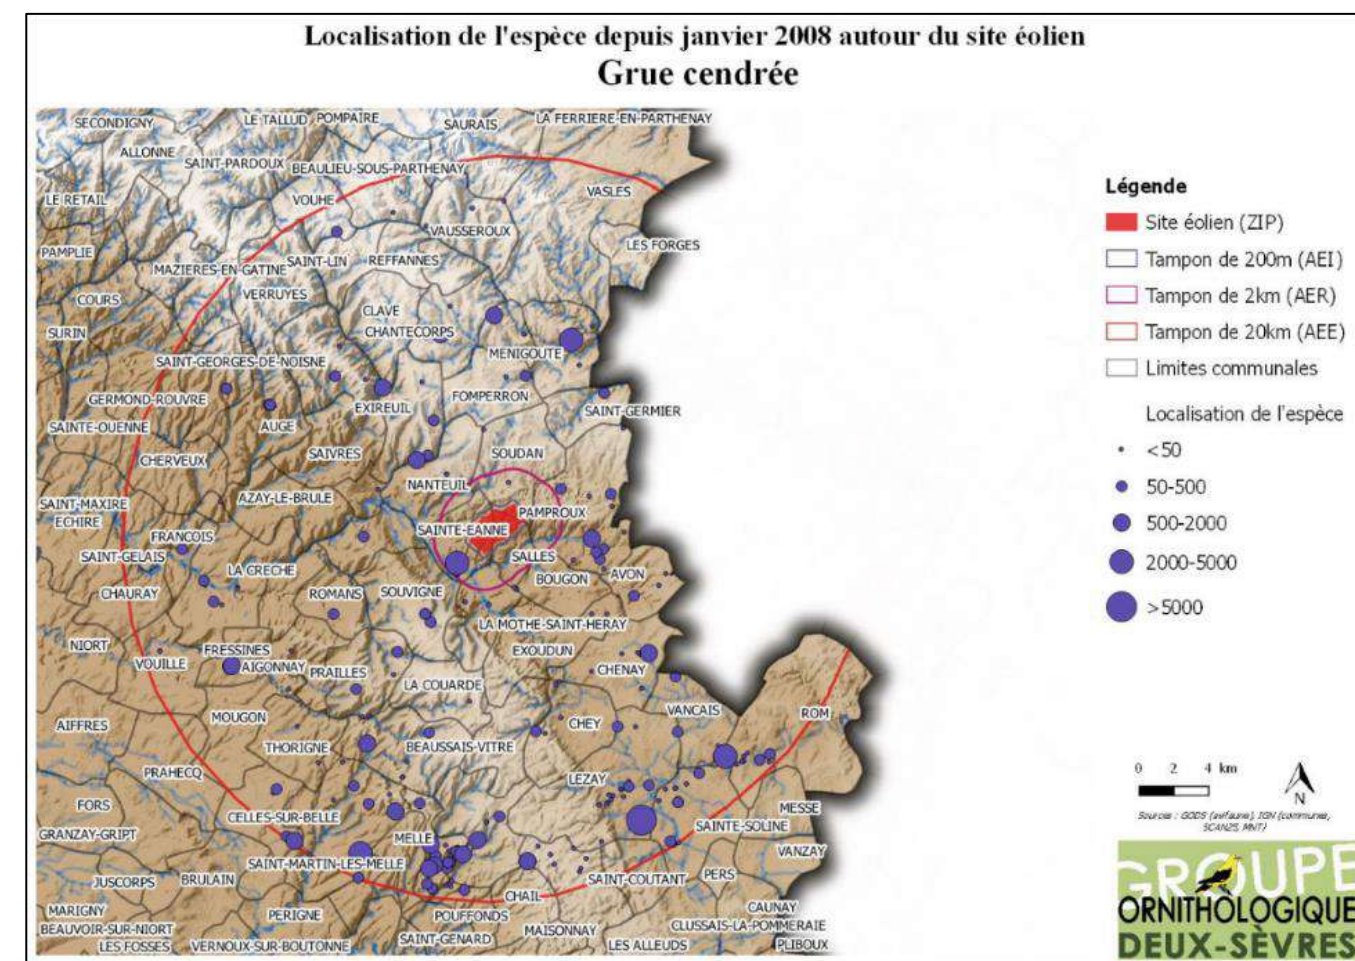 Localisation de l'espèce depuis janvier 2008 autour du site éolien
Grue cendrée
SECONDIGNY
LE TALLUD
POMPAIRE
SAURAIS
LA FERRIERE-EN-PARTHENAY
ALLONNE
SAINT-PARDOUX
BEAULIEU-SOUS-PARTHENAY
LE RETAIL
VOUHE
VASLES
VAUSSEROUX
LES FORGES
PAMPLIE
MAZIERES-EN-GATINE
SAINT-LIN
REFFANNES
COURS
VERRUYES
CLAVE
SURIN
CHANTECORPS
MENIGOUTE
SAINT-GEORGES-DE-NOISNE
GERMOND-ROUVRE
EXIREUIL
FOMPERRON
SAINT-GERMIER
SAINTE-OUENNE
AUGE
CHERVEUX
SAIVRES
SOUDAN
NANTEUIL
SAINT-MAXIRE
AZAY-LE-BRULE
ECHIRE
PAMPROUX
FRANCOIS
SAINTE-EANNE
SAINT-GELAIS
SALLES
LA CRECHE
BOUGON
AVON
CHAURAY
ROMANS
SOUVIGNE
LA MOTHE-SAINT-HERAY
NIORT
FRESSINES
EXOUDUN
VOUILLE
AIGONNAY
PRAILLES
CHENAY
LA COUARDE
AIFFRES
MOUGON
VANCAIS
ROM
CHEY
THORIGNE
BEAUSSAIS-VITRE
PRAHECQ
LEZAY
FORS
CELLES-SUR-BELLE
MESSE
GRANZAY-GRIPT
MELLE
SAINTE-SOLINE
VANZAY
SAINT-MARTIN-LES-MELLE
JUSCORPS
BRULAIN
SAINT-COUTANT
PERS
CHAIL
MARIGNY
PERIGNE
POUFFONDS
CAUNAY
BEAUVOIR-SUR-NIORT
MAISONNAY
CLUSSAIS-LA-POMMERAIE
LES FOSSES
VERNOUX-SUR-BOUTONNE
SAINT-GENARD
LES ALLEUDS
PLIBOUX
Légende
Site éolien (ZIP)
Tampon de 200m (AEI)
Tampon de 2km (AER)
Tampon de 20km (AEE)
Limites communales
Localisation de l'espèce
<50
50-500
500-2000
2000-5000
>5000
0 2 4 km
N
Sources : GODS (avifaune), IGN (communes,
SCAN25, MNT)
GROUPE
ORNITHOLOGIQUE
DEUX-SÈVRES